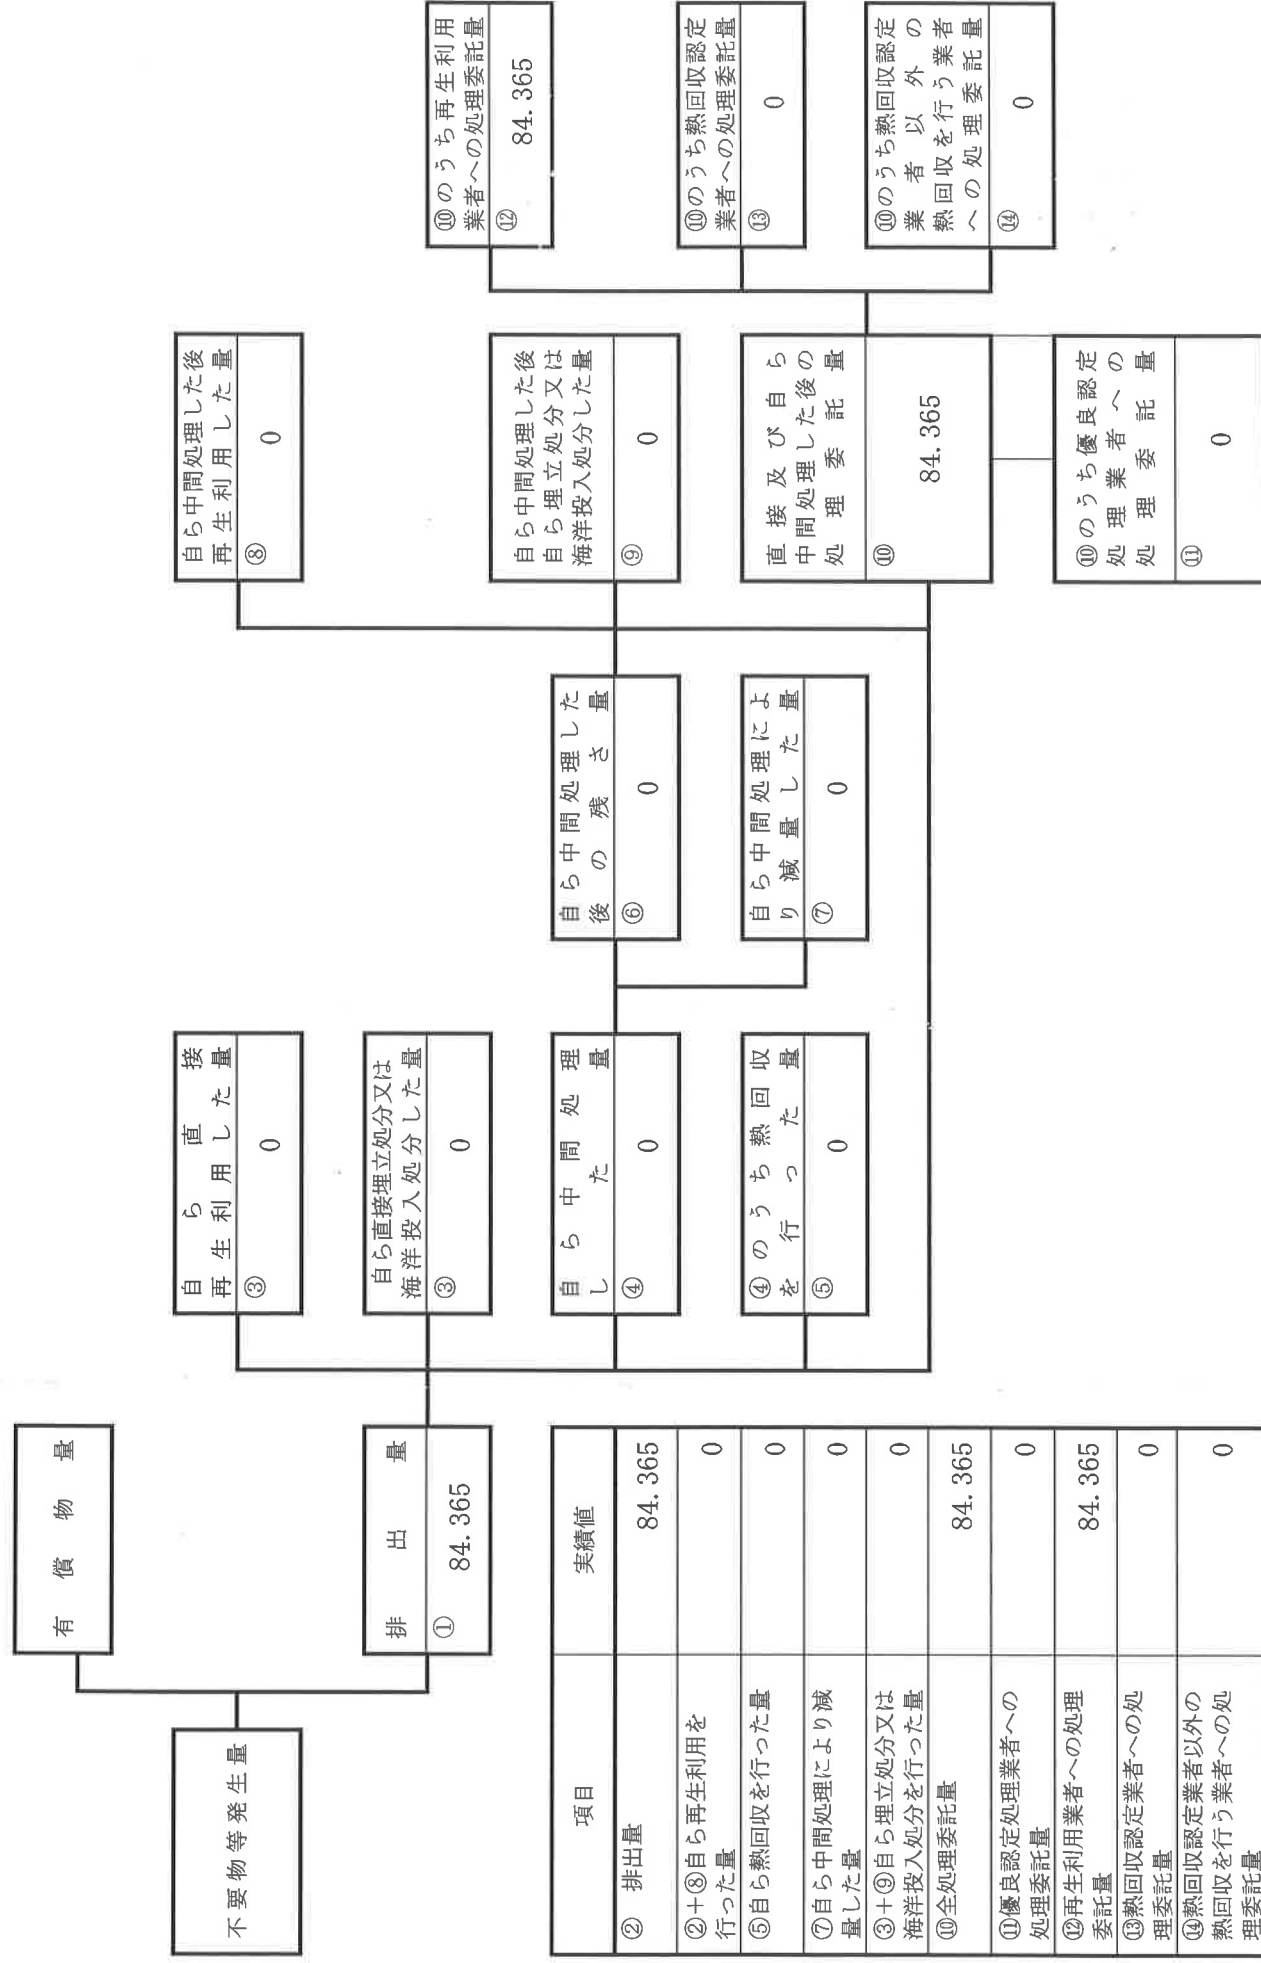 不要物等発生量
有償物量
排出量
①
84.365
自ら直接
再生利用した量
③
0
自ら直接埋立処分又は
海洋投入処分した量
③
0
自ら中間処理
した量
④
0
④のうち熱回収
を行った量
⑤
0
自ら中間処理した
後の残さ量
⑥
0
自ら中間処理によ
り減量した量
⑦
0
自ら中間処理した後
再生利用した量
⑧
0
自ら中間処理した後
自ら埋立処分又は
海洋投入処分した量
⑨
0
直接及び自ら
中間処理した後の
処理委託量
⑩
84.365
⑩のうち優良認定
処理業者への
処理委託量
⑪
0
⑩のうち再生利用
業者への処理委託量
⑫
84.365
⑩のうち熱回収認定
業者への処理委託量
⑬
0
⑩のうち熱回収認定
業者以外の
熱回収を行う業者
への処理委託量
⑭
0
項目 実績値
② 排出量 84.365
②+⑧自ら再生利用を
行った量 0
⑤自ら熱回収を行った量 0
⑦自ら中間処理により減
量した量 0
③+⑨自ら埋立処分又は
海洋投入処分を行った量 0
⑩全処理委託量 84.365
⑪優良認定処理業者への
処理委託量 0
⑫再生利用業者への処理
委託量 84.365
⑬熱回収認定業者への処
理委託量 0
⑭熱回収認定業者以外の
熱回収を行う業者への処
理委託量 0